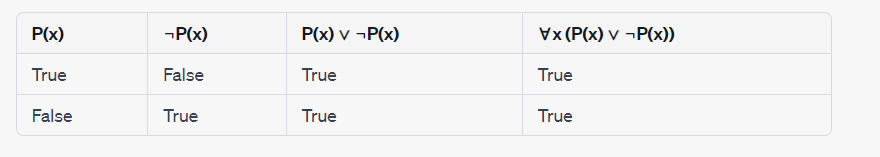 P(x) ¬P(x) P(x) ∨ ¬P(x) ∀x (P(x) ∨ ¬P(x))
True False True True
False True True True